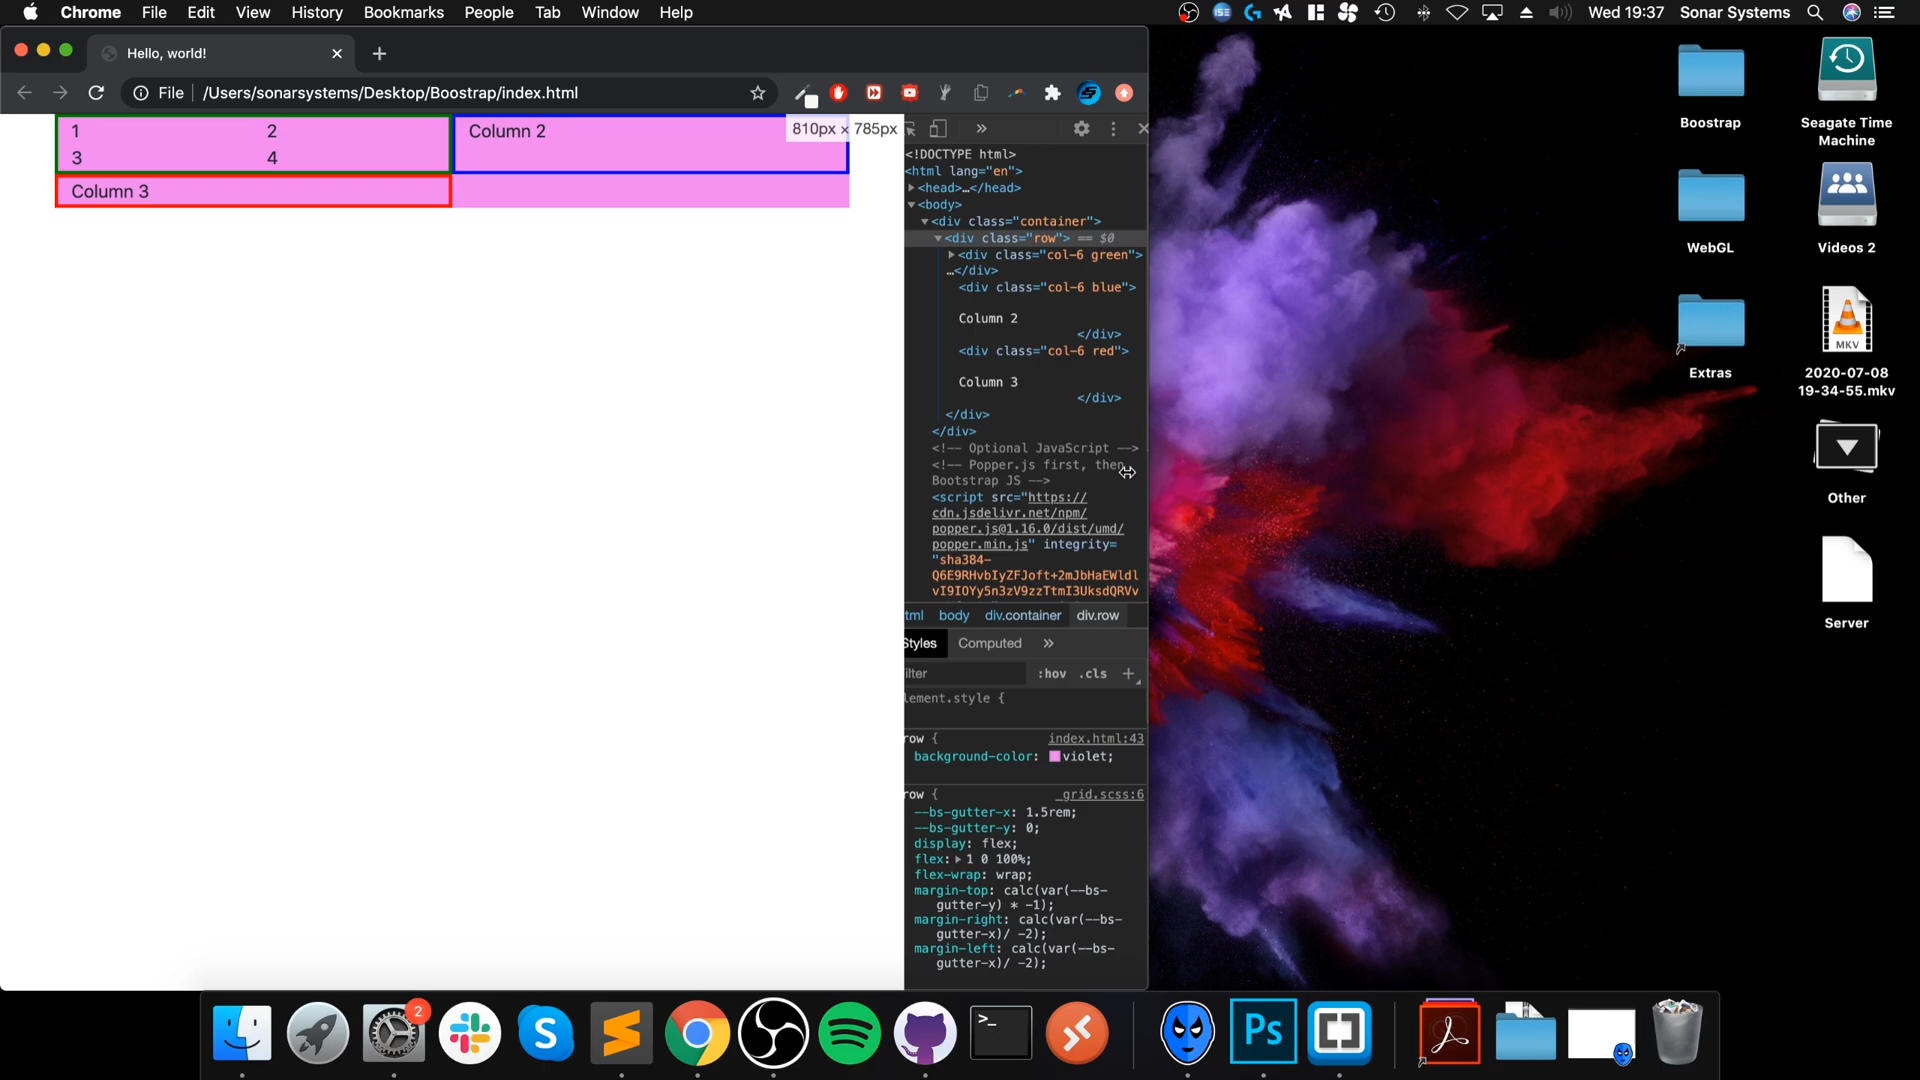 Chrome File Edit View History Bookmarks People Tab Window Help
Wed 19:37 Sonar Systems
Hello, world!
File /Users/sonarsystems/Desktop/Boostrap/index.html
1 2
3 4
Column 2
810px × 785px
Column 3
<!DOCTYPE html>
<html lang="en">
<head>…</head>
<body>
<div class="container">
<div class="row"> == $0
<div class="col-6 green">
…</div>
<div class="col-6 blue">
Column 2
</div>
<div class="col-6 red">
Column 3
</div>
</div>
</div>
<!-- Optional JavaScript -->
<!-- Popper.js first, then
Bootstrap JS -->
<script src="https://
cdn.jsdelivr.net/npm/
popper.js@1.16.0/dist/umd/
popper.min.js" integrity=
"sha384-
Q6E9RHvbIyZFJoft+2mJbHaEWldl
vI9IOYy5n3zV9zzTtmI3UksdQRVv
tml body div.container div.row
Styles Computed
ilter :hov .cls
lement.style {
row { index.html:43
background-color: violet;
row { _grid.scss:6
--bs-gutter-x: 1.5rem;
--bs-gutter-y: 0;
display: flex;
flex: 1 0 100%;
flex-wrap: wrap;
margin-top: calc(var(--bs-
gutter-y) * -1);
margin-right: calc(var(--bs-
gutter-x)/ -2);
margin-left: calc(var(--bs-
gutter-x)/ -2);
Boostrap
Seagate Time
Machine
WebGL
Videos 2
MKV
Extras
2020-07-08
19-34-55.mkv
Other
Server
2
S
>_
Ps